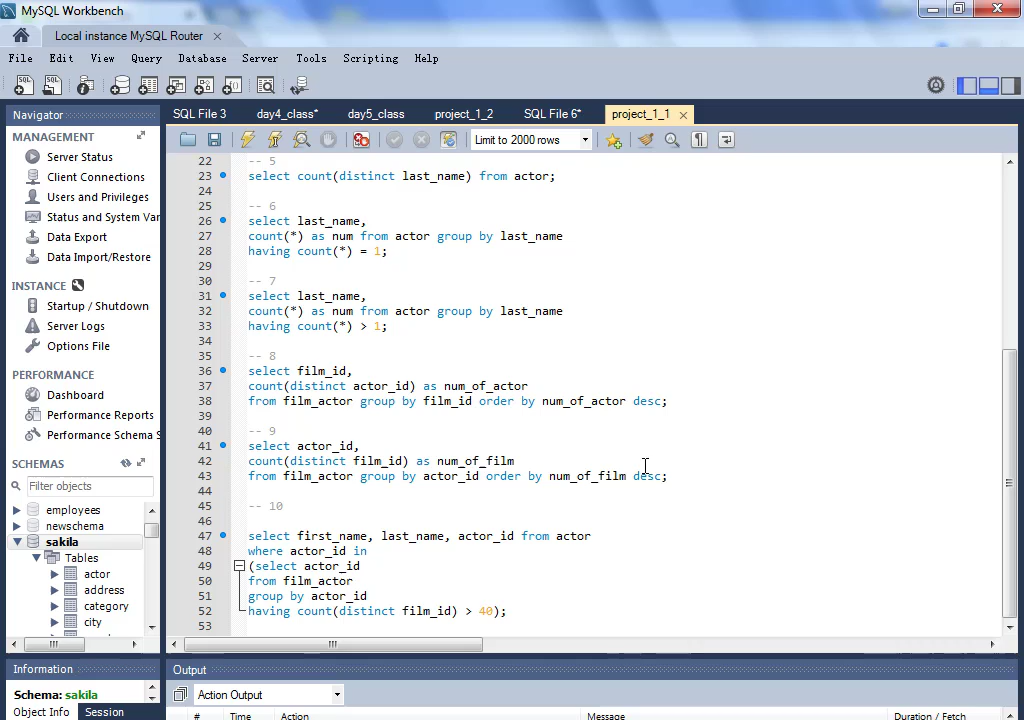 MySQL Workbench
Local instance MySQL Router
File Edit View Query Database Server Tools Scripting Help
Navigator
SQL File 3 day4_class* day5_class project_1_2 SQL File 6* project_1_1
MANAGEMENT
Server Status
Client Connections
Users and Privileges
Status and System Var
Data Export
Data Import/Restore
INSTANCE
Startup / Shutdown
Server Logs
Options File
PERFORMANCE
Dashboard
Performance Reports
Performance Schema S
SCHEMAS
Filter objects
employees
newschema
sakila
Tables
actor
address
category
city
Limit to 2000 rows
22 -- 5
23 select count(distinct last_name) from actor;
24
25 -- 6
26 select last_name,
27 count(*) as num from actor group by last_name
28 having count(*) = 1;
29
30 -- 7
31 select last_name,
32 count(*) as num from actor group by last_name
33 having count(*) > 1;
34
35 -- 8
36 select film_id,
37 count(distinct actor_id) as num_of_actor
38 from film_actor group by film_id order by num_of_actor desc;
39
40 -- 9
41 select actor_id,
42 count(distinct film_id) as num_of_film
43 from film_actor group by actor_id order by num_of_film desc;
44
45 -- 10
46
47 select first_name, last_name, actor_id from actor
48 where actor_id in
49 (select actor_id
50 from film_actor
51 group by actor_id
52 having count(distinct film_id) > 40);
53
Information
Schema: sakila
Object Info Session
Output
Action Output
# Time Action Message Duration / Fetch